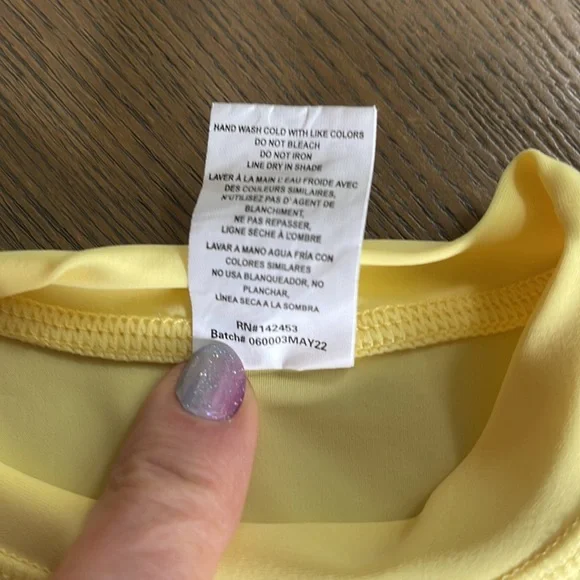 HAND WASH COLD WITH LIKE COLORS
DO NOT BLEACH
DO NOT IRON
LINE DRY IN SHADE
LAVER À LA MAIN L'EAU FROIDE AVEC
DES COULEURS SIMILAIRES,
N'UTILISEZ PAS D'AGENT DE
BLANCHIMENT,
NE PAS REPASSER,
LIGNE SÈCHE À L'OMBRE
LAVAR A MANO AGUA FRÍA CON
COLORES SIMILARES
NO USA BLANQUEADOR, NO
PLANCHAR,
LÍNEA SECA A LA SOMBRA
RN#142453
Batch# 060003MAY22